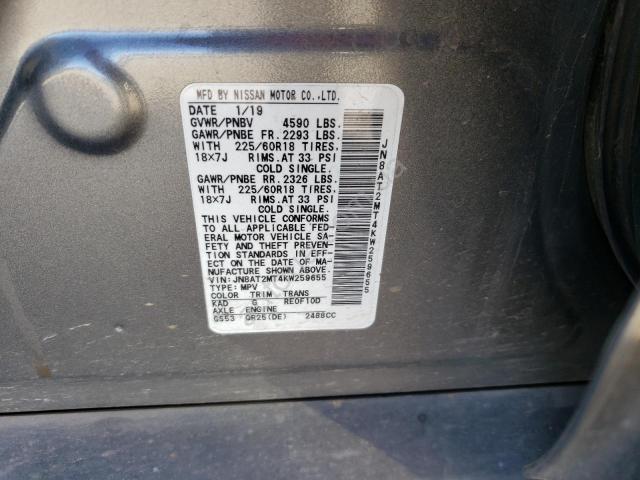 MFD BY NISSAN MOTOR CO.,LTD.
DATE 1/19
GVWR/PNBV 4590 LBS.
GAWR/PNBE FR. 2293 LBS.
WITH 225/60R18 TIRES.
18X7J RIMS. AT 33 PSI
COLD SINGLE.
GAWR/PNBE RR. 2326 LBS.
WITH 225/60R18 TIRES.
18X7J RIMS. AT 33 PSI
COLD SINGLE.
THIS VEHICLE CONFORMS
TO ALL APPLICABLE FED-
ERAL MOTOR VEHICLE SA-
FETY AND THEFT PREVEN-
TION STANDARDS IN EFF-
ECT ON THE DATE OF MA-
NUFACTURE SHOWN ABOVE.
VIN: JN8AT2MT4KW259655
TYPE: MPV
COLOR TRIM TRANS
KAD G RE0F10D
AXLE ENGINE
GS53 QR25(DE) 2488CC
JN8AT2MT4KW259655